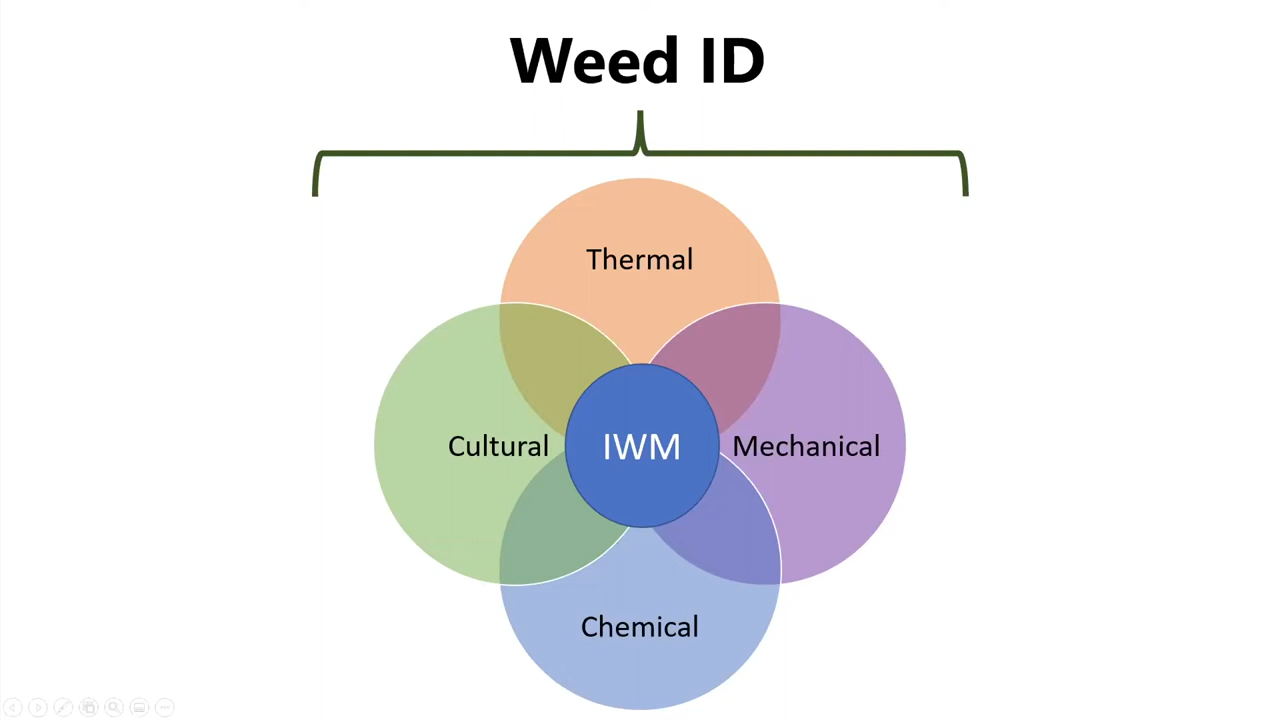 Weed ID
Thermal
Cultural
IWM
Mechanical
Chemical